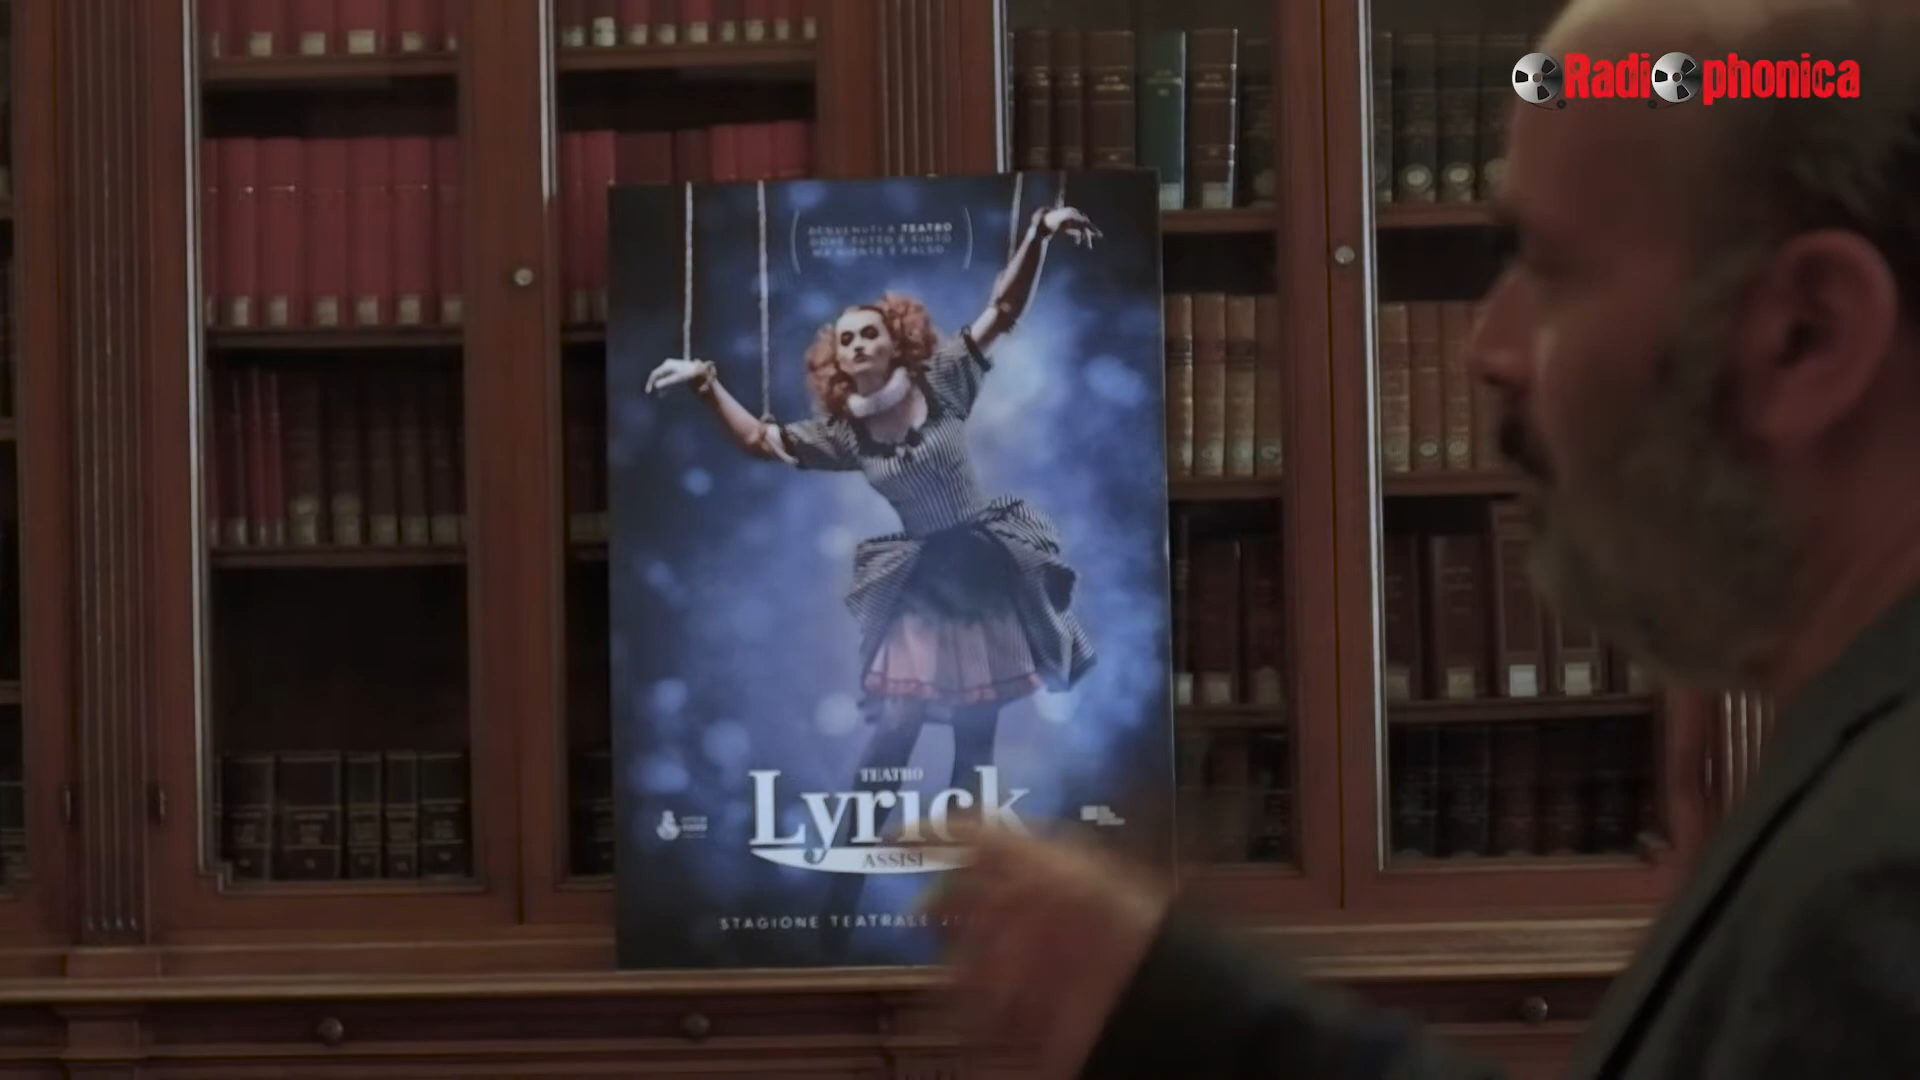 Radiophonica
BENVENUTI A TEATRO
DOVE TUTTO È FINTO
MA NIENTE È FALSO
TEATRO
Lyrick
ASSISI
STAGIONE TEATRALE